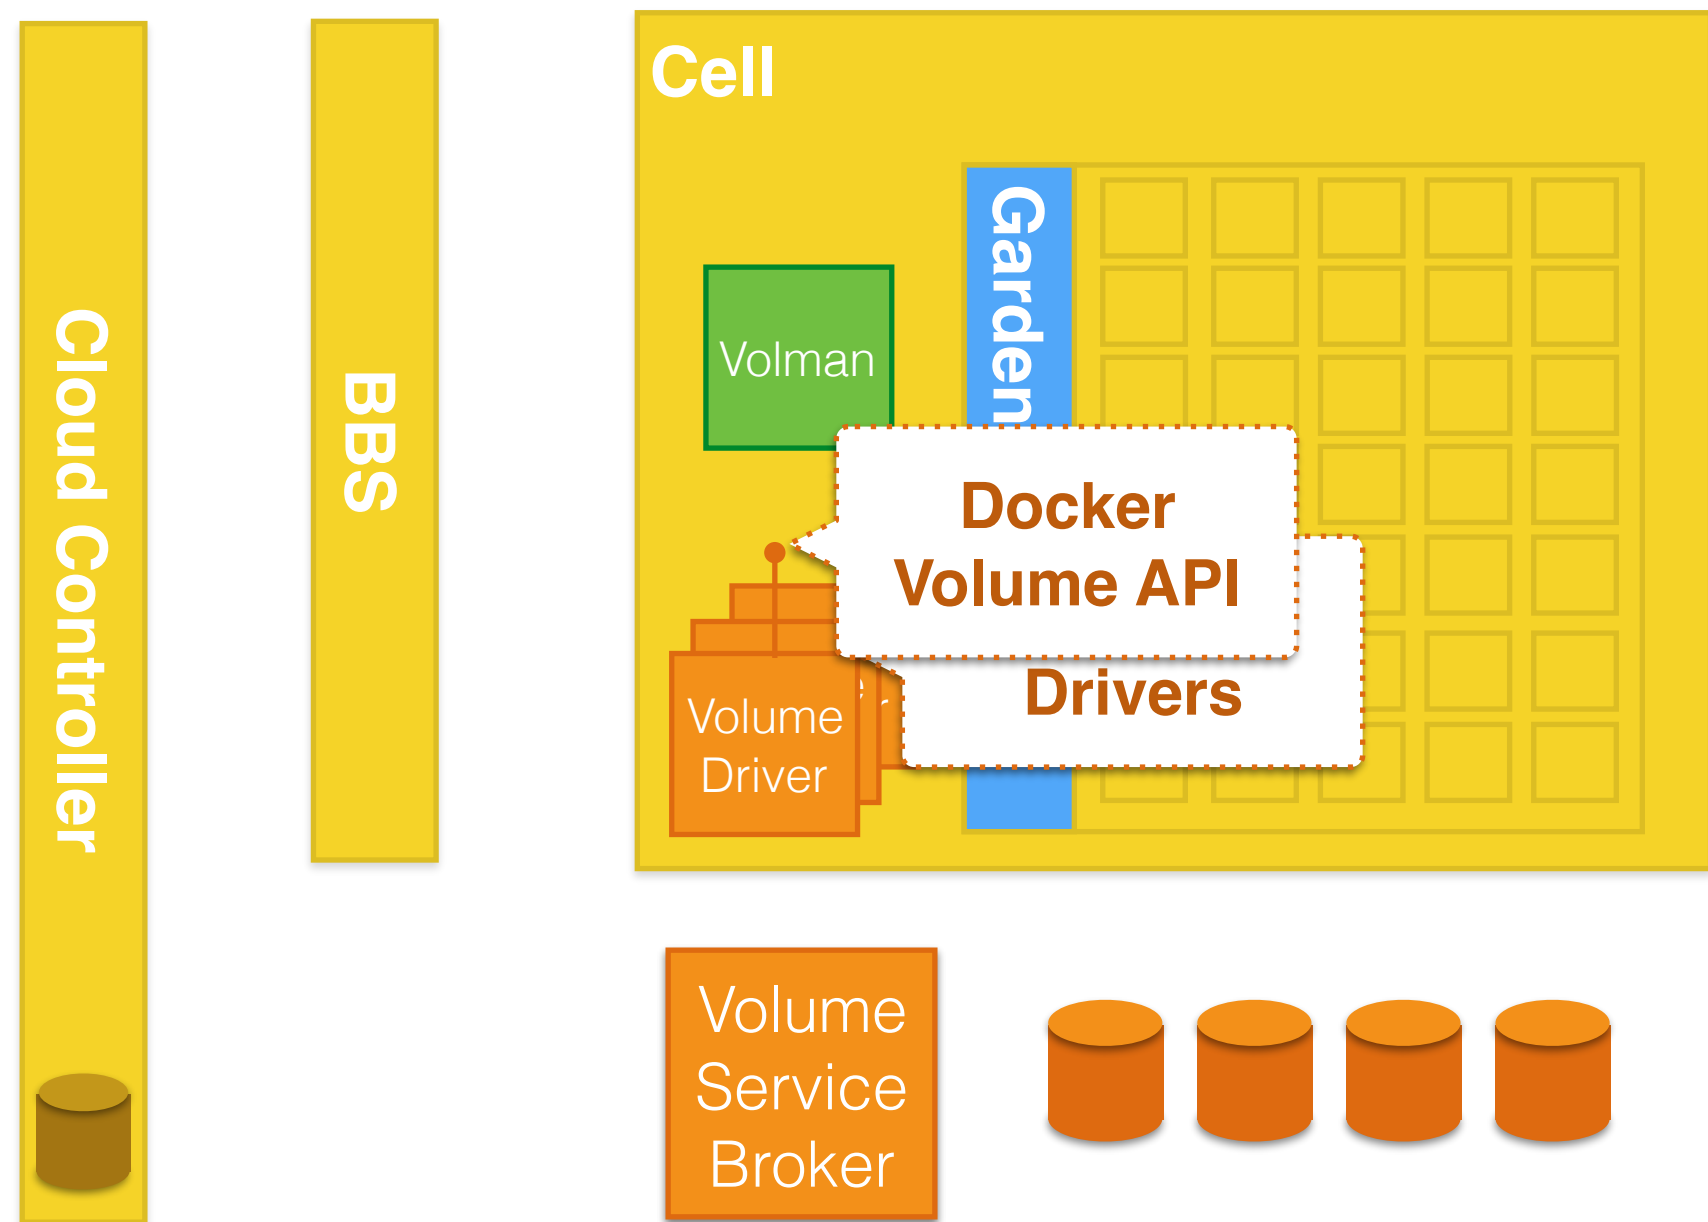 Cloud Controller
BBS
Cell
Garden
Volman
Docker
Volume API
Drivers
Volume
Driver
Volume
Service
Broker